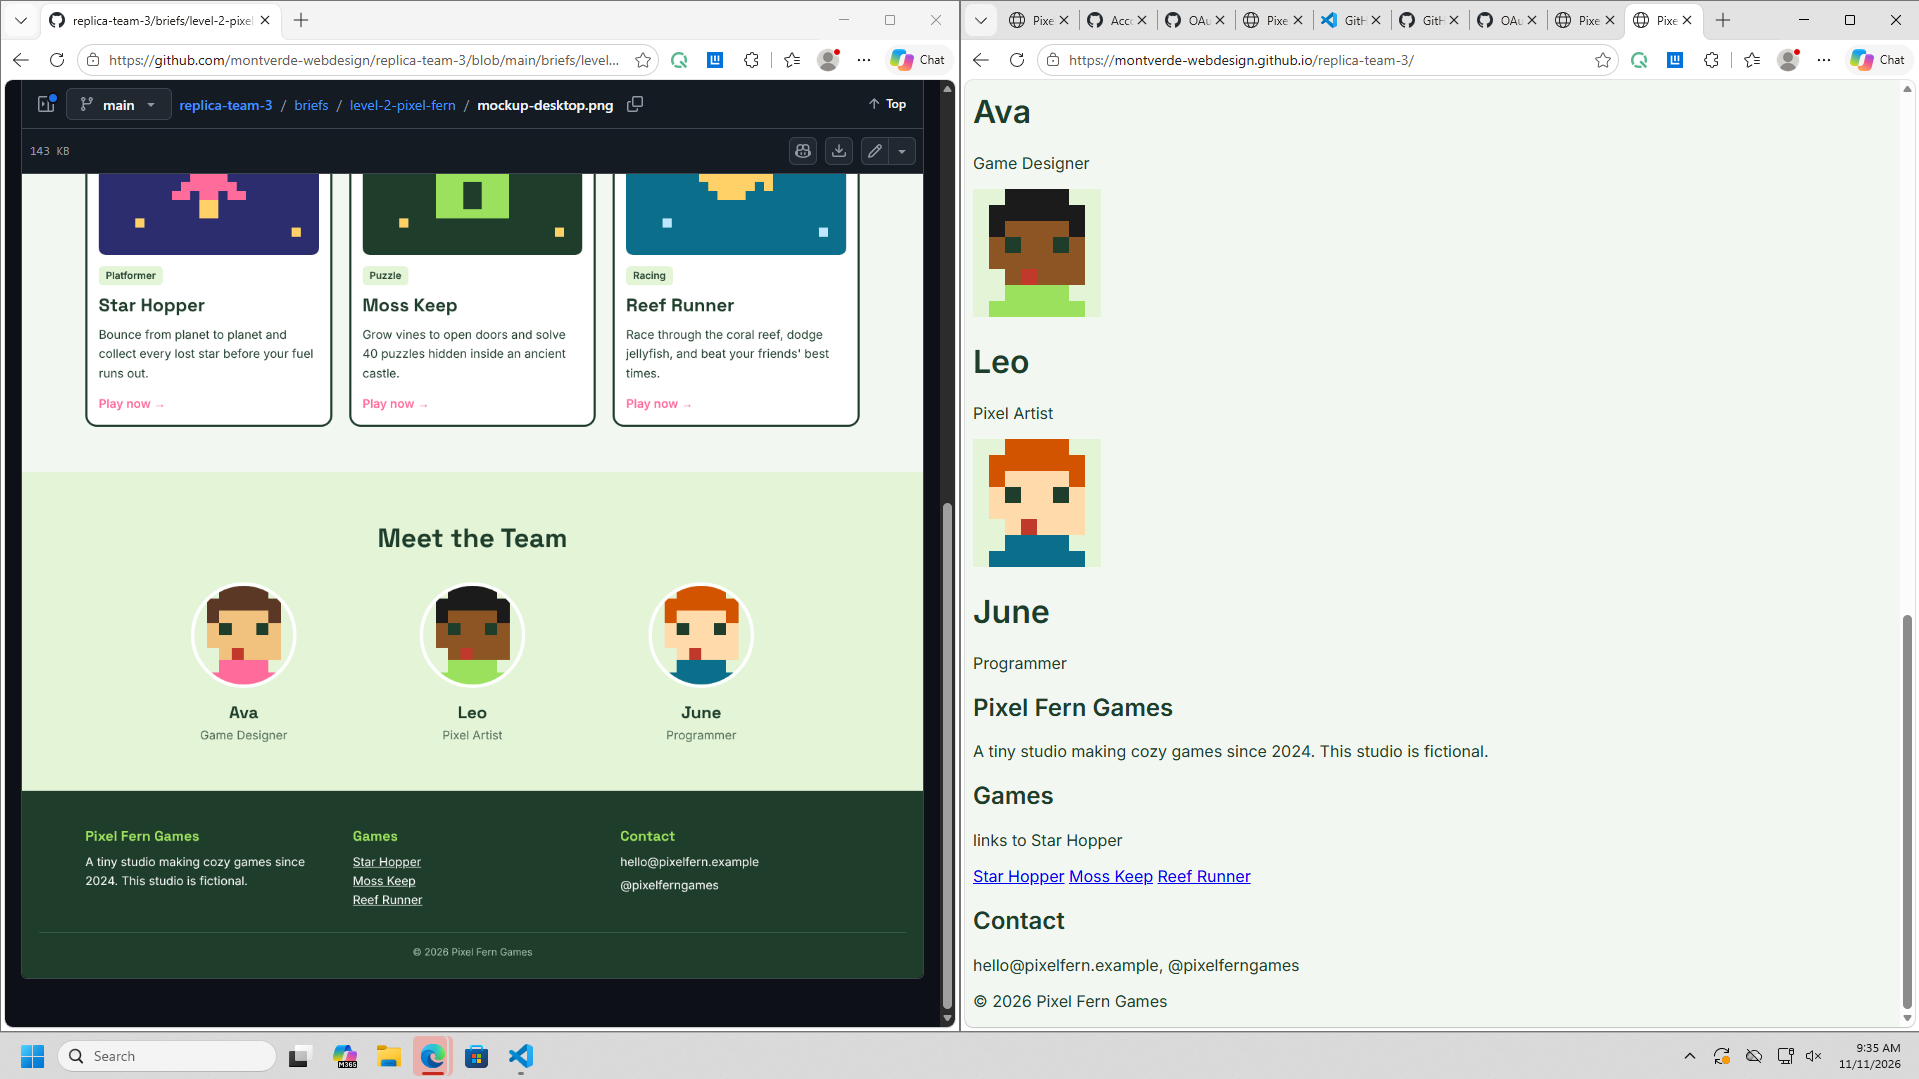 replica-team-3/briefs/level-2-pixel
https://github.com/montverde-webdesign/replica-team-3/blob/main/briefs/level...
Chat
main
replica-team-3 / briefs / level-2-pixel-fern / mockup-desktop.png
Top
143 KB
Platformer
Star Hopper
Bounce from planet to planet and
collect every lost star before your fuel
runs out.
Play now →
Puzzle
Moss Keep
Grow vines to open doors and solve
40 puzzles hidden inside an ancient
castle.
Play now →
Racing
Reef Runner
Race through the coral reef, dodge
jellyfish, and beat your friends' best
times.
Play now →
Meet the Team
Ava
Game Designer
Leo
Pixel Artist
June
Programmer
Pixel Fern Games
A tiny studio making cozy games since
2024. This studio is fictional.
Games
Star Hopper
Moss Keep
Reef Runner
Contact
hello@pixelfern.example
@pixelferngames
© 2026 Pixel Fern Games
Pixe
Acco
OAu
Pixe
GitH
GitH
OAu
Pixe
Pixe
https://montverde-webdesign.github.io/replica-team-3/
Chat
Ava
Game Designer
Leo
Pixel Artist
June
Programmer
Pixel Fern Games
A tiny studio making cozy games since 2024. This studio is fictional.
Games
links to Star Hopper
Star Hopper Moss Keep Reef Runner
Contact
hello@pixelfern.example, @pixelferngames
© 2026 Pixel Fern Games
Search
M365
9:35 AM
11/11/2026